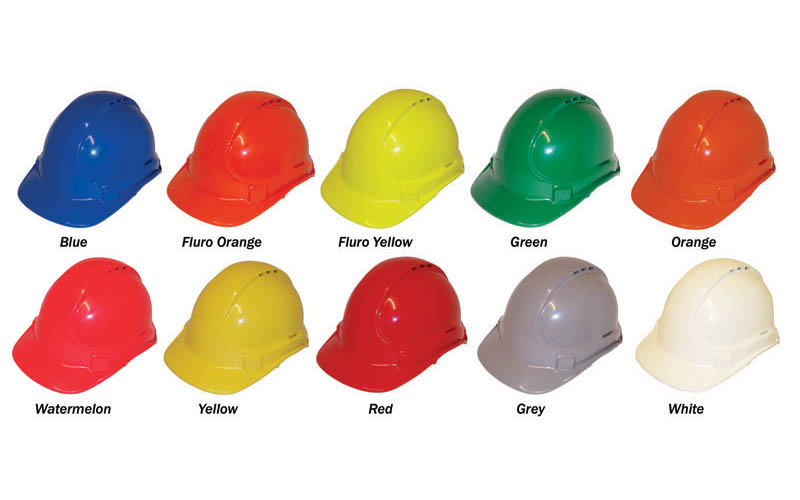 Blue
Fluro Orange
Fluro Yellow
Green
Orange
Watermelon
Yellow
Red
Grey
White